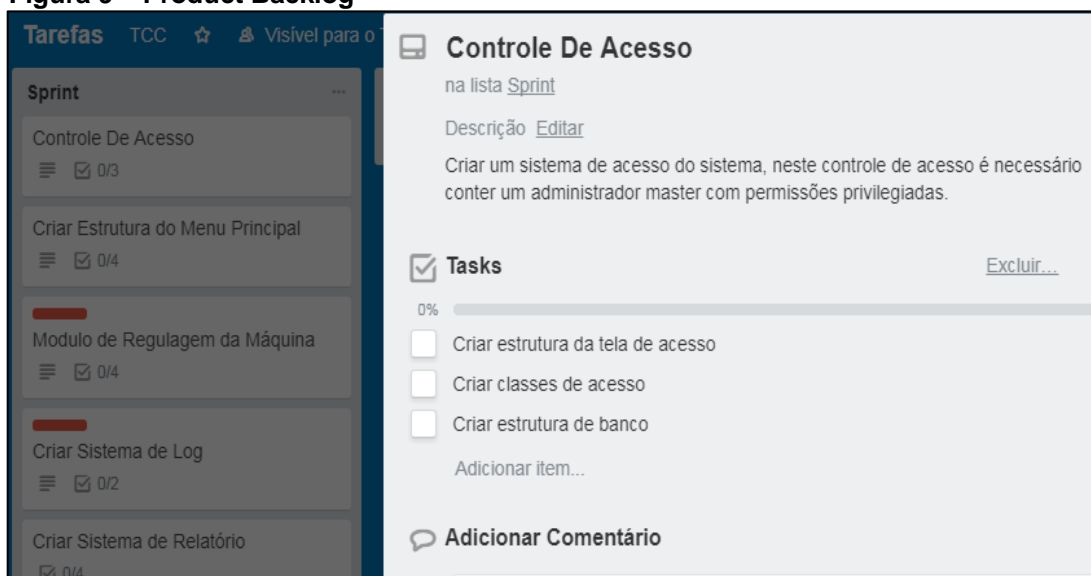 Product Backlog
Tarefas TCC Visível para o
Sprint ...
Controle De Acesso
0/3
Criar Estrutura do Menu Principal
0/4
Modulo de Regulagem da Máquina
0/4
Criar Sistema de Log
0/2
Criar Sistema de Relatório
0/4
Controle De Acesso
na lista Sprint
Descrição Editar
Criar um sistema de acesso do sistema, neste controle de acesso é necessário
conter um administrador master com permissões privilegiadas.
Tasks Excluir...
0%
Criar estrutura da tela de acesso
Criar classes de acesso
Criar estrutura de banco
Adicionar item...
Adicionar Comentário